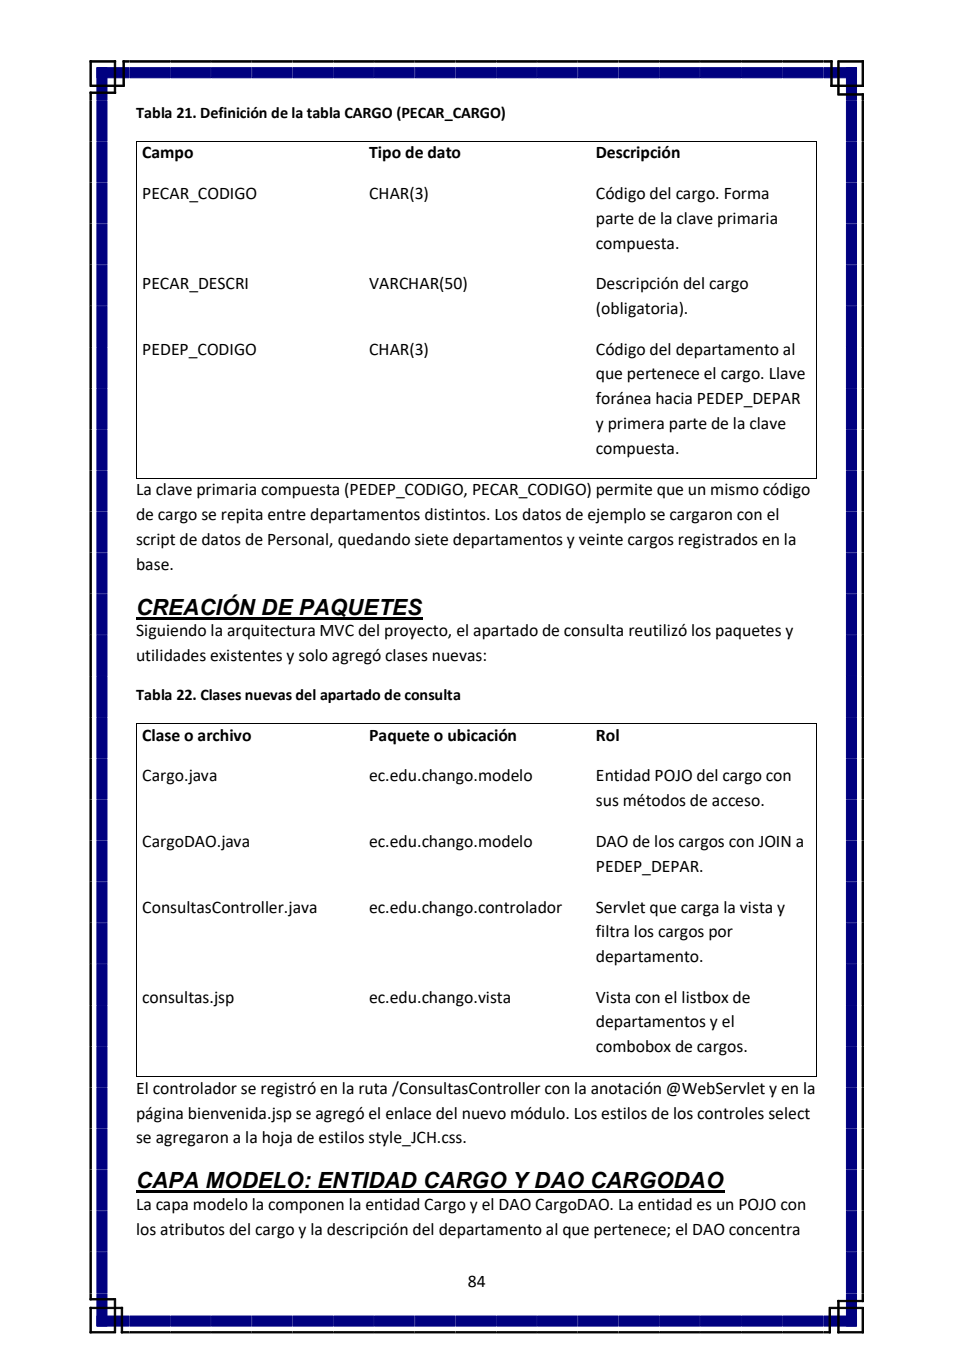 Tabla 21. Definición de la tabla CARGO (PECAR_CARGO)
Campo Tipo de dato Descripción
PECAR_CODIGO CHAR(3) Código del cargo. Forma
parte de la clave primaria
compuesta.
PECAR_DESCRI VARCHAR(50) Descripción del cargo
(obligatoria).
PEDEP_CODIGO CHAR(3) Código del departamento al
que pertenece el cargo. Llave
foránea hacia PEDEP_DEPAR
y primera parte de la clave
compuesta.
La clave primaria compuesta (PEDEP_CODIGO, PECAR_CODIGO) permite que un mismo código
de cargo se repita entre departamentos distintos. Los datos de ejemplo se cargaron con el
script de datos de Personal, quedando siete departamentos y veinte cargos registrados en la
base.
CREACIÓN DE PAQUETES
Siguiendo la arquitectura MVC del proyecto, el apartado de consulta reutilizó los paquetes y
utilidades existentes y solo agregó clases nuevas:
Tabla 22. Clases nuevas del apartado de consulta
Clase o archivo Paquete o ubicación Rol
Cargo.java ec.edu.chango.modelo Entidad POJO del cargo con
sus métodos de acceso.
CargoDAO.java ec.edu.chango.modelo DAO de los cargos con JOIN a
PEDEP_DEPAR.
ConsultasController.java ec.edu.chango.controlador Servlet que carga la vista y
filtra los cargos por
departamento.
consultas.jsp ec.edu.chango.vista Vista con el listbox de
departamentos y el
combobox de cargos.
El controlador se registró en la ruta /ConsultasController con la anotación @WebServlet y en la
página bienvenida.jsp se agregó el enlace del nuevo módulo. Los estilos de los controles select
se agregaron a la hoja de estilos style_JCH.css.
CAPA MODELO: ENTIDAD CARGO Y DAO CARGODAO
La capa modelo la componen la entidad Cargo y el DAO CargoDAO. La entidad es un POJO con
los atributos del cargo y la descripción del departamento al que pertenece; el DAO concentra
84